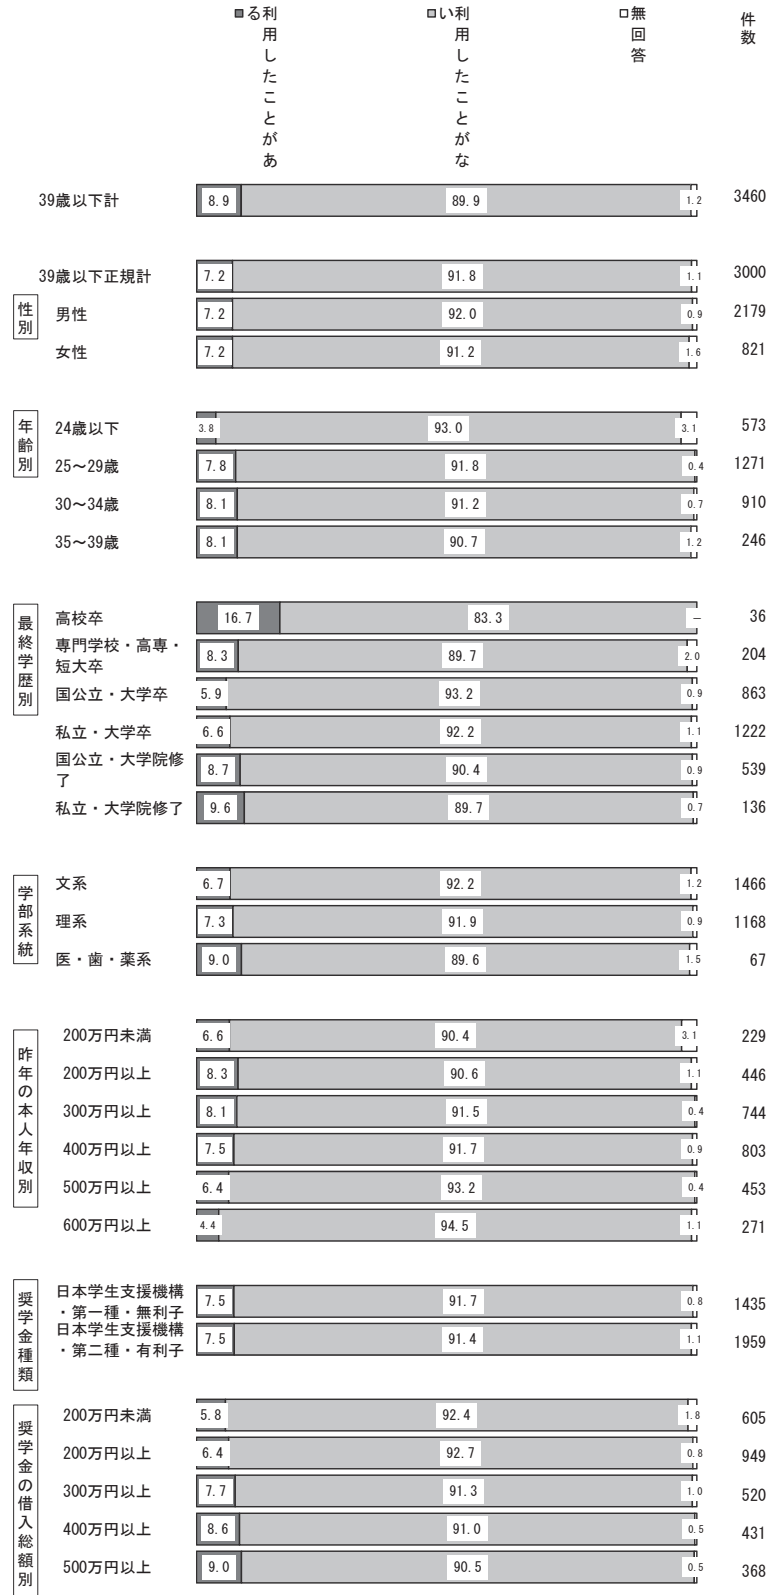 ■利用したことがある
■利用したことがない
□無回答
件数
39歳以下計 8.9 89.9 1.2 3460
39歳以下正規計 7.2 91.8 1.1 3000
性別
男性 7.2 92.0 0.9 2179
女性 7.2 91.2 1.6 821
年齢別
24歳以下 3.8 93.0 3.1 573
25～29歳 7.8 91.8 0.4 1271
30～34歳 8.1 91.2 0.7 910
35～39歳 8.1 90.7 1.2 246
最終学歴別
高校卒 16.7 83.3 – 36
専門学校・高専・
短大卒 8.3 89.7 2.0 204
国公立・大学卒 5.9 93.2 0.9 863
私立・大学卒 6.6 92.2 1.1 1222
国公立・大学院修
了 8.7 90.4 0.9 539
私立・大学院修了 9.6 89.7 0.7 136
学部系統
文系 6.7 92.2 1.2 1466
理系 7.3 91.9 0.9 1168
医・歯・薬系 9.0 89.6 1.5 67
昨年の本人年収別
200万円未満 6.6 90.4 3.1 229
200万円以上 8.3 90.6 1.1 446
300万円以上 8.1 91.5 0.4 744
400万円以上 7.5 91.7 0.9 803
500万円以上 6.4 93.2 0.4 453
600万円以上 4.4 94.5 1.1 271
奨学金種類
日本学生支援機構
・第一種・無利子 7.5 91.7 0.8 1435
日本学生支援機構
・第二種・有利子 7.5 91.4 1.1 1959
奨学金の借入総額別
200万円未満 5.8 92.4 1.8 605
200万円以上 6.4 92.7 0.8 949
300万円以上 7.7 91.3 1.0 520
400万円以上 8.6 91.0 0.5 431
500万円以上 9.0 90.5 0.5 368